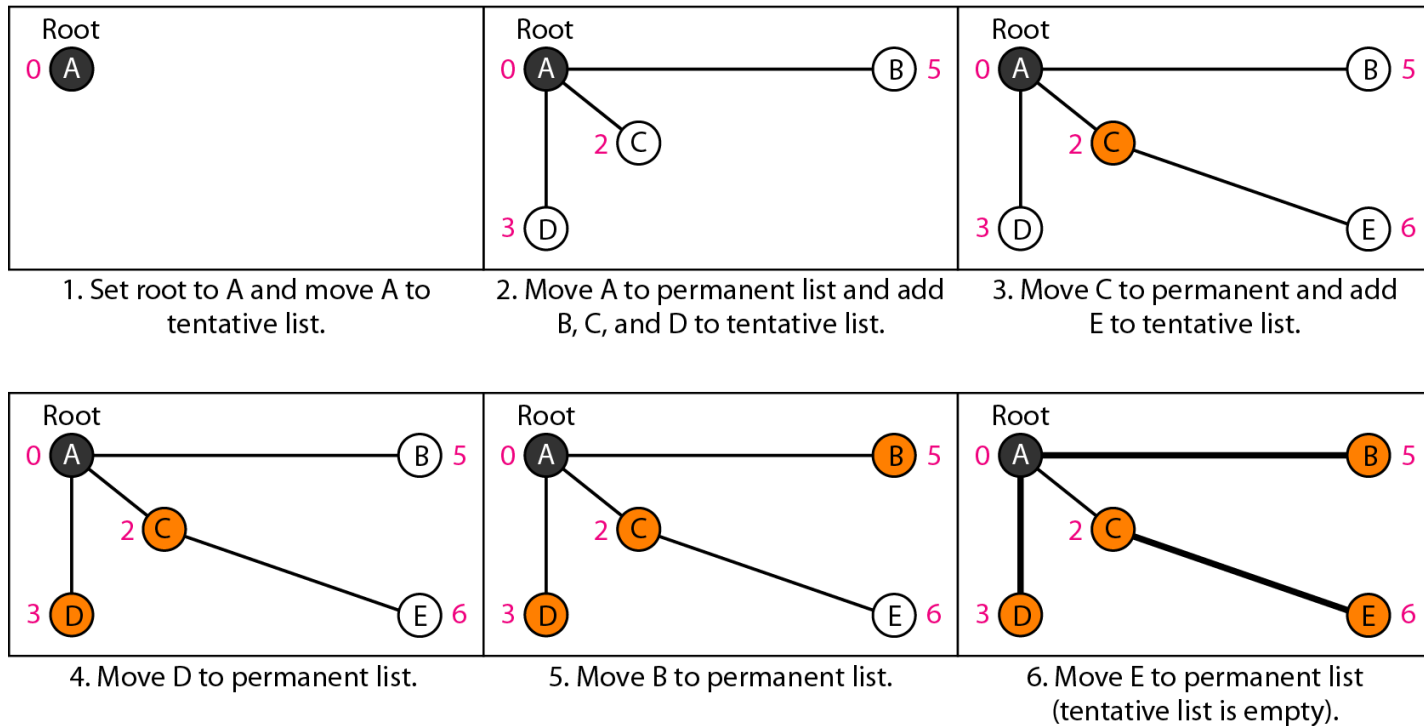 Root
0 A
Root
0 A B 5
2 C
3 D
Root
0 A B 5
2 C
3 D E 6
1. Set root to A and move A to
tentative list.
2. Move A to permanent list and add
B, C, and D to tentative list.
3. Move C to permanent and add
E to tentative list.
Root
0 A B 5
2 C
3 D E 6
Root
0 A B 5
2 C
3 D E 6
Root
0 A B 5
2 C
3 D E 6
4. Move D to permanent list.
5. Move B to permanent list.
6. Move E to permanent list
(tentative list is empty).